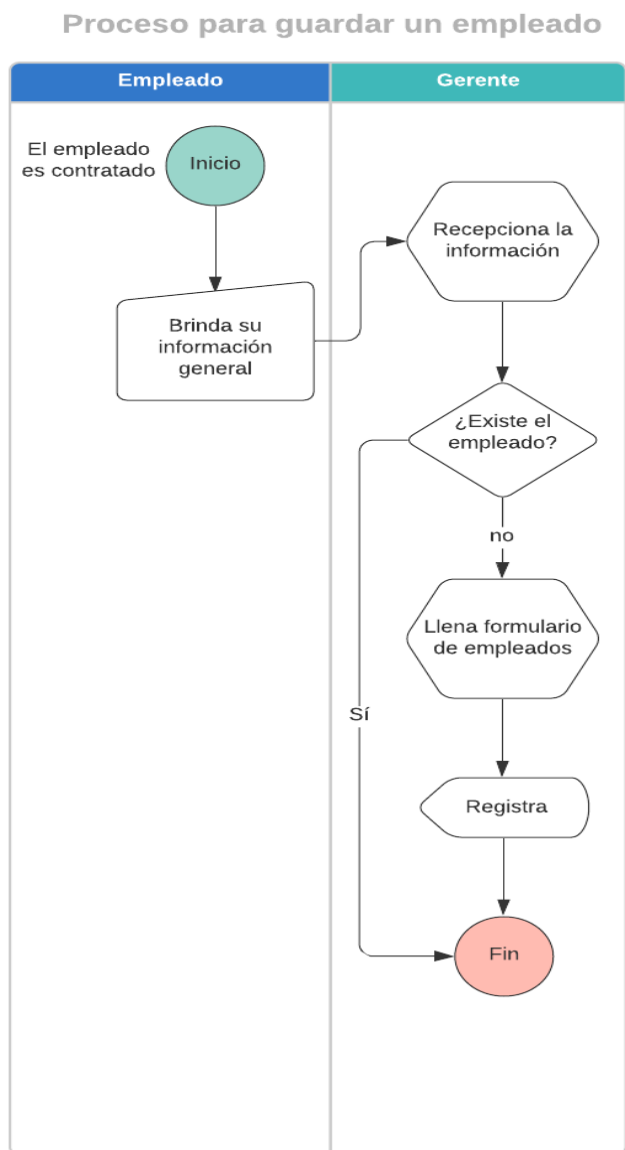 Proceso para guardar un empleado
Empleado
Gerente
El empleado
es contratado
Inicio
Recepciona la
información
Brinda su
información
general
¿Existe el
empleado?
no
Llena formulario
de empleados
Sí
Registra
Fin